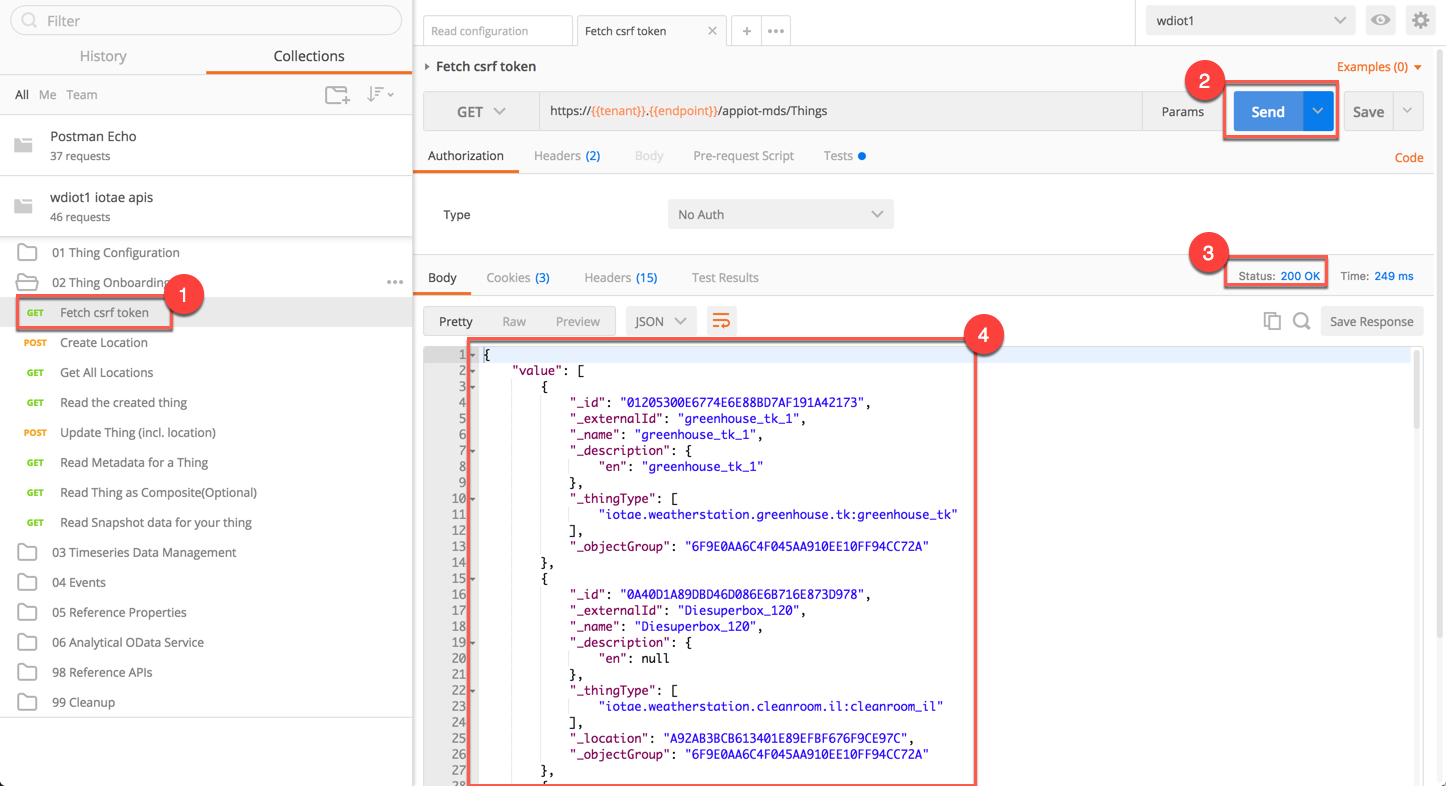 Filter
History
Collections
All Me Team
Postman Echo
37 requests
wdiot1 iotae apis
46 requests
01 Thing Configuration
02 Thing Onboarding
1
GET Fetch csrf token
POST Create Location
GET Get All Locations
GET Read the created thing
POST Update Thing (incl. location)
GET Read Metadata for a Thing
GET Read Thing as Composite(Optional)
GET Read Snapshot data for your thing
03 Timeseries Data Management
04 Events
05 Reference Properties
06 Analytical OData Service
98 Reference APIs
99 Cleanup
Read configuration
Fetch csrf token
wdiot1
Fetch csrf token
Examples (0)
2
GET https://{{tenant}}.{{endpoint}}/appiot-mds/Things Params Send Save
Authorization Headers (2) Body Pre-request Script Tests
Code
Type No Auth
3
Body Cookies (3) Headers (15) Test Results Status: 200 OK Time: 249 ms
Pretty Raw Preview JSON Save Response
4
1 {
2 "value": [
3 {
4 "_id": "01205300E6774E6E88BD7AF191A42173",
5 "_externalId": "greenhouse_tk_1",
6 "_name": "greenhouse_tk_1",
7 "_description": {
8 "en": "greenhouse_tk_1"
9 },
10 "_thingType": [
11 "iotae.weatherstation.greenhouse.tk:greenhouse_tk"
12 ],
13 "_objectGroup": "6F9E0AA6C4F045AA910EE10FF94CC72A"
14 },
15 {
16 "_id": "0A40D1A89DBD46D086E6B716E873D978",
17 "_externalId": "Diesuperbox_120",
18 "_name": "Diesuperbox_120",
19 "_description": {
20 "en": null
21 },
22 "_thingType": [
23 "iotae.weatherstation.cleanroom.il:cleanroom_il"
24 ],
25 "_location": "A92AB3BCB613401E89EFBF676F9CE97C",
26 "_objectGroup": "6F9E0AA6C4F045AA910EE10FF94CC72A"
27 },
28 {